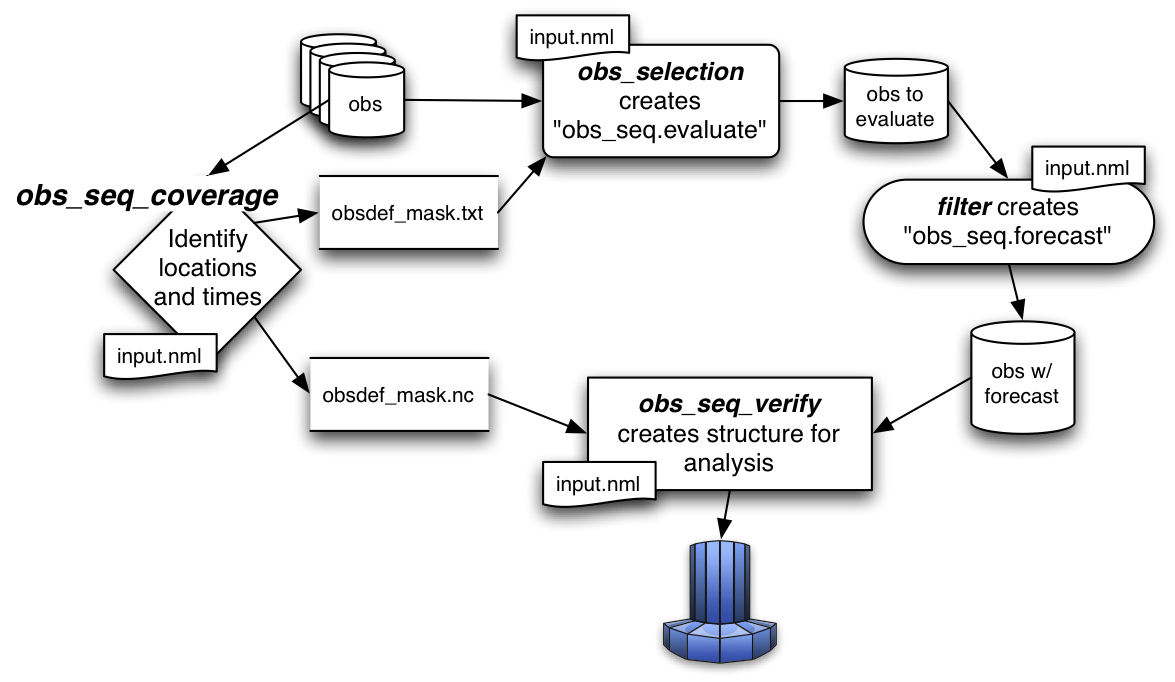 input.nml
obs_selection
creates
"obs_seq.evaluate"
obs
obs to
evaluate
input.nml
filter creates
"obs_seq.forecast"
obs_seq_coverage
Identify
locations
and times
input.nml
obsdef_mask.txt
obsdef_mask.nc
obs w/
forecast
obs_seq_verify
creates structure for
analysis
input.nml